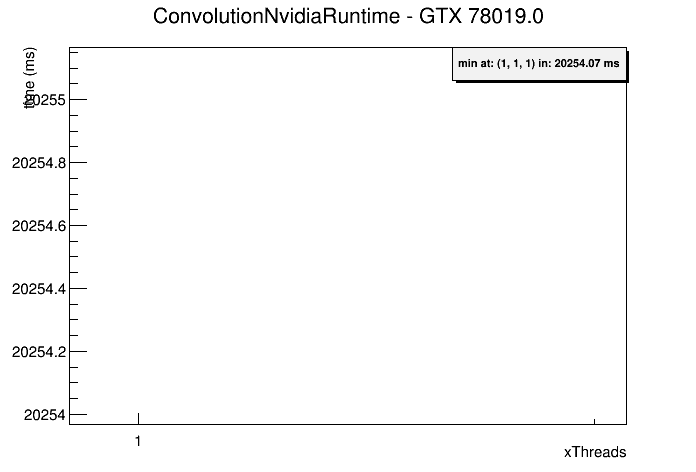 ConvolutionNvidiaRuntime - GTX 78019.0
time (ms)
min at: (1, 1, 1) in: 20254.07 ms
20255
20254.8
20254.6
20254.4
20254.2
20254
1
xThreads